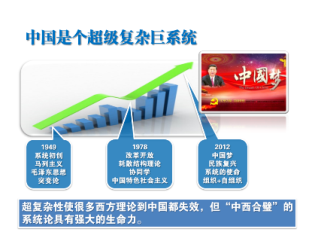 中国是个超级复杂巨系统
中國梦
1949
系统初创
马列主义
毛泽东思想
突变论
1978
改革开放
耗散结构理论
协同学
中国特色社会主义
2012
中国梦
民族复兴
系统的使命
组织+自组织
超复杂性使很多西方理论到中国都失效，但“中西合璧”的
系统论具有强大的生命力。